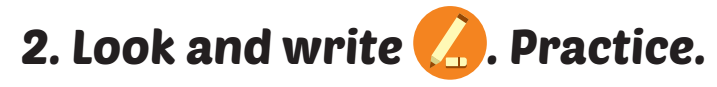 2. Look and write . Practice.